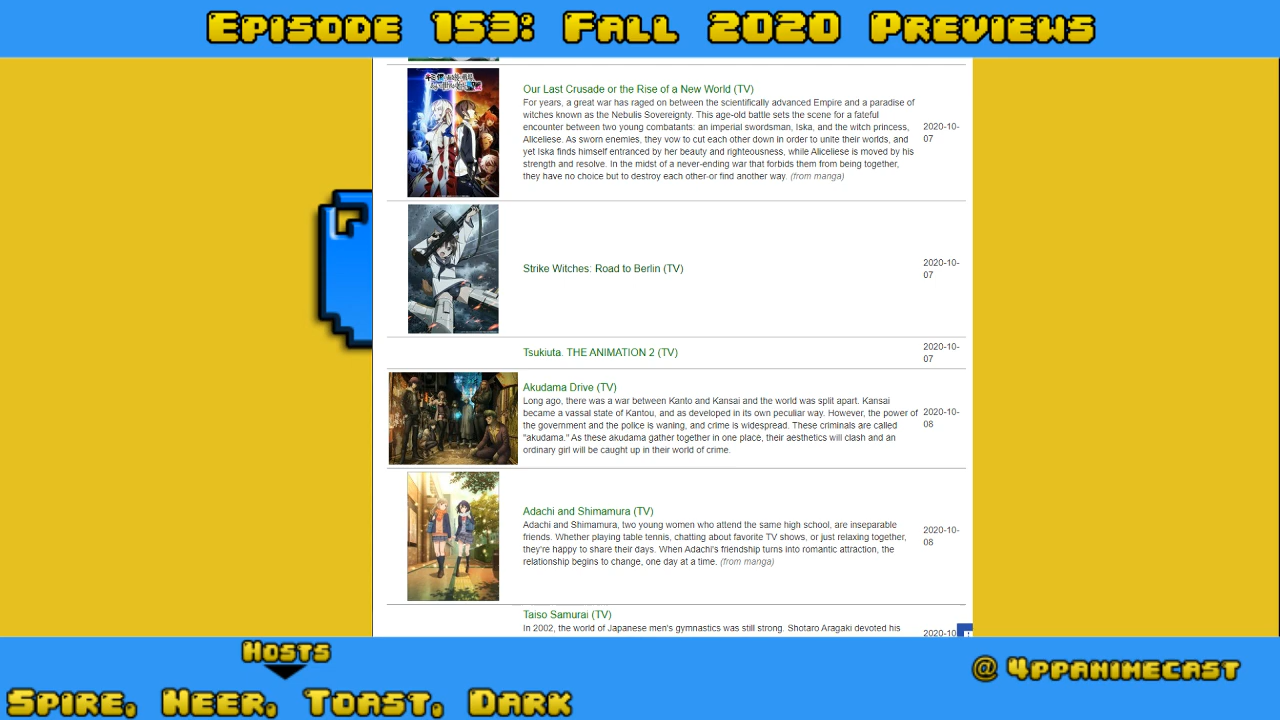 Episode 153: Fall 2020 Previews
Our Last Crusade or the Rise of a New World (TV)
For years, a great war has raged on between the scientifically advanced Empire and a paradise of
witches known as the Nebulis Sovereignty. This age-old battle sets the scene for a fateful
encounter between two young combatants: an imperial swordsman, Iska, and the witch princess,
Aliceliese. As sworn enemies, they vow to cut each other down in order to unite their worlds, and
yet Iska finds himself entranced by her beauty and righteousness, while Aliceliese is moved by his
strength and resolve. In the midst of a never-ending war that forbids them from being together,
they have no choice but to destroy each other-or find another way. (from manga)
2020-10-
07
Strike Witches: Road to Berlin (TV)
2020-10-
07
Tsukiuta. THE ANIMATION 2 (TV)
2020-10-
07
Akudama Drive (TV)
Long ago, there was a war between Kanto and Kansai and the world was split apart. Kansai
became a vassal state of Kantou, and as developed in its own peculiar way. However, the power of
the government and the police is waning, and crime is widespread. These criminals are called
"akudama." As these akudama gather together in one place, their aesthetics will clash and an
ordinary girl will be caught up in their world of crime.
2020-10-
08
Adachi and Shimamura (TV)
Adachi and Shimamura, two young women who attend the same high school, are inseparable
friends. Whether playing table tennis, chatting about favorite TV shows, or just relaxing together,
they're happy to share their days. When Adachi's friendship turns into romantic attraction, the
relationship begins to change, one day at a time. (from manga)
2020-10-
08
Taiso Samurai (TV)
In 2002, the world of Japanese men's gymnastics was still strong. Shotaro Aragaki devoted his
2020-10
Hosts
Spire, Neer, Toast, Dark
@ 4ppanimecast